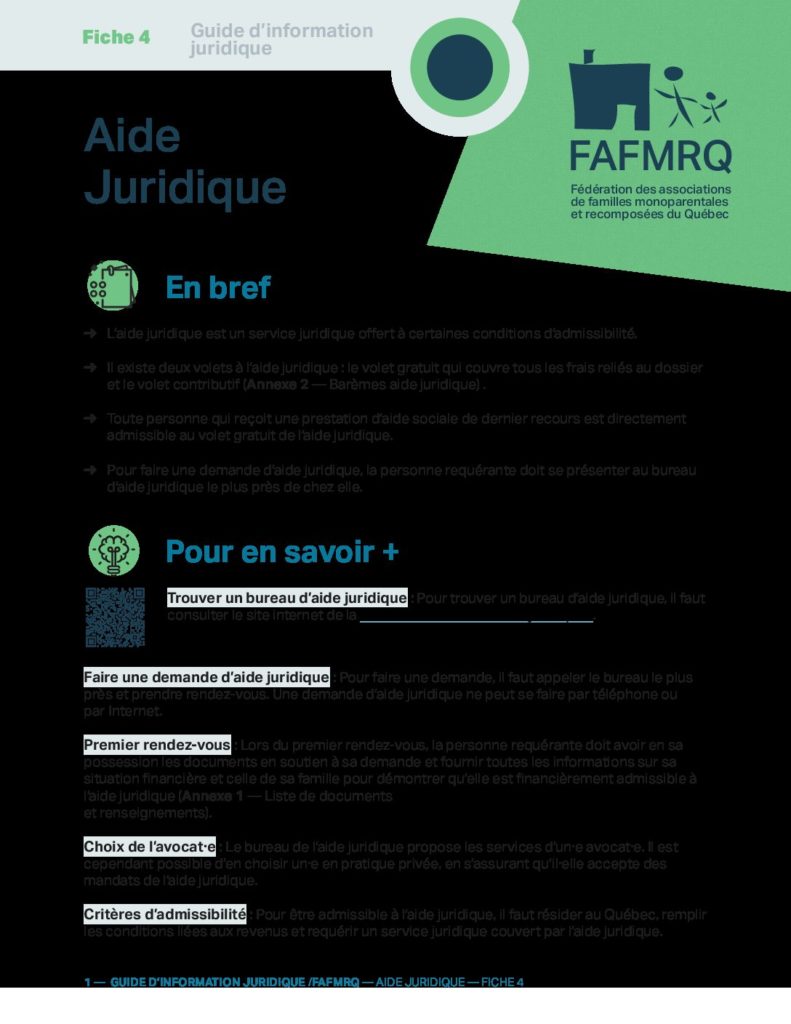 Fiche 4
Guide d'information
juridique
FAFMRQ
Fédération des associations
de familles monoparentales
et recomposées du Québec
Aide
Juridique
En bref
➔ L'aide juridique est un service juridique offert à certaines conditions d'admissibilité.
➔ Il existe deux volets à l'aide juridique : le volet gratuit qui couvre tous les frais reliés au dossier
et le volet contributif (Annexe 2 — Barèmes aide juridique) .
➔ Toute personne qui reçoit une prestation d'aide sociale de dernier recours est directement
admissible au volet gratuit de l'aide juridique.
➔ Pour faire une demande d'aide juridique, la personne requérante doit se présenter au bureau
d'aide juridique le plus près de chez elle.
Pour en savoir +
Trouver un bureau d'aide juridique : Pour trouver un bureau d'aide juridique, il faut
consulter le site internet de la
Faire une demande d'aide juridique : Pour faire une demande, il faut appeler le bureau le plus
près et prendre rendez-vous. Une demande d'aide juridique ne peut se faire par téléphone ou
par Internet.
Premier rendez-vous : Lors du premier rendez-vous, la personne requérante doit avoir en sa
possession les documents en soutien à sa demande et fournir toutes les informations sur sa
situation financière et celle de sa famille pour démontrer qu'elle est financièrement admissible à
l'aide juridique (Annexe 1 — Liste de documents
et renseignements).
Choix de l'avocat·e : Le bureau de l'aide juridique propose les services d'un·e avocat·e. Il est
cependant possible d'en choisir un·e en pratique privée, en s'assurant qu'il·elle accepte des
mandats de l'aide juridique.
Critères d'admissibilité : Pour être admissible à l'aide juridique, il faut résider au Québec, remplir
les conditions liées aux revenus et requérir un service juridique couvert par l'aide juridique.
1 — GUIDE D'INFORMATION JURIDIQUE /FAFMRQ — AIDE JURIDIQUE — FICHE 4